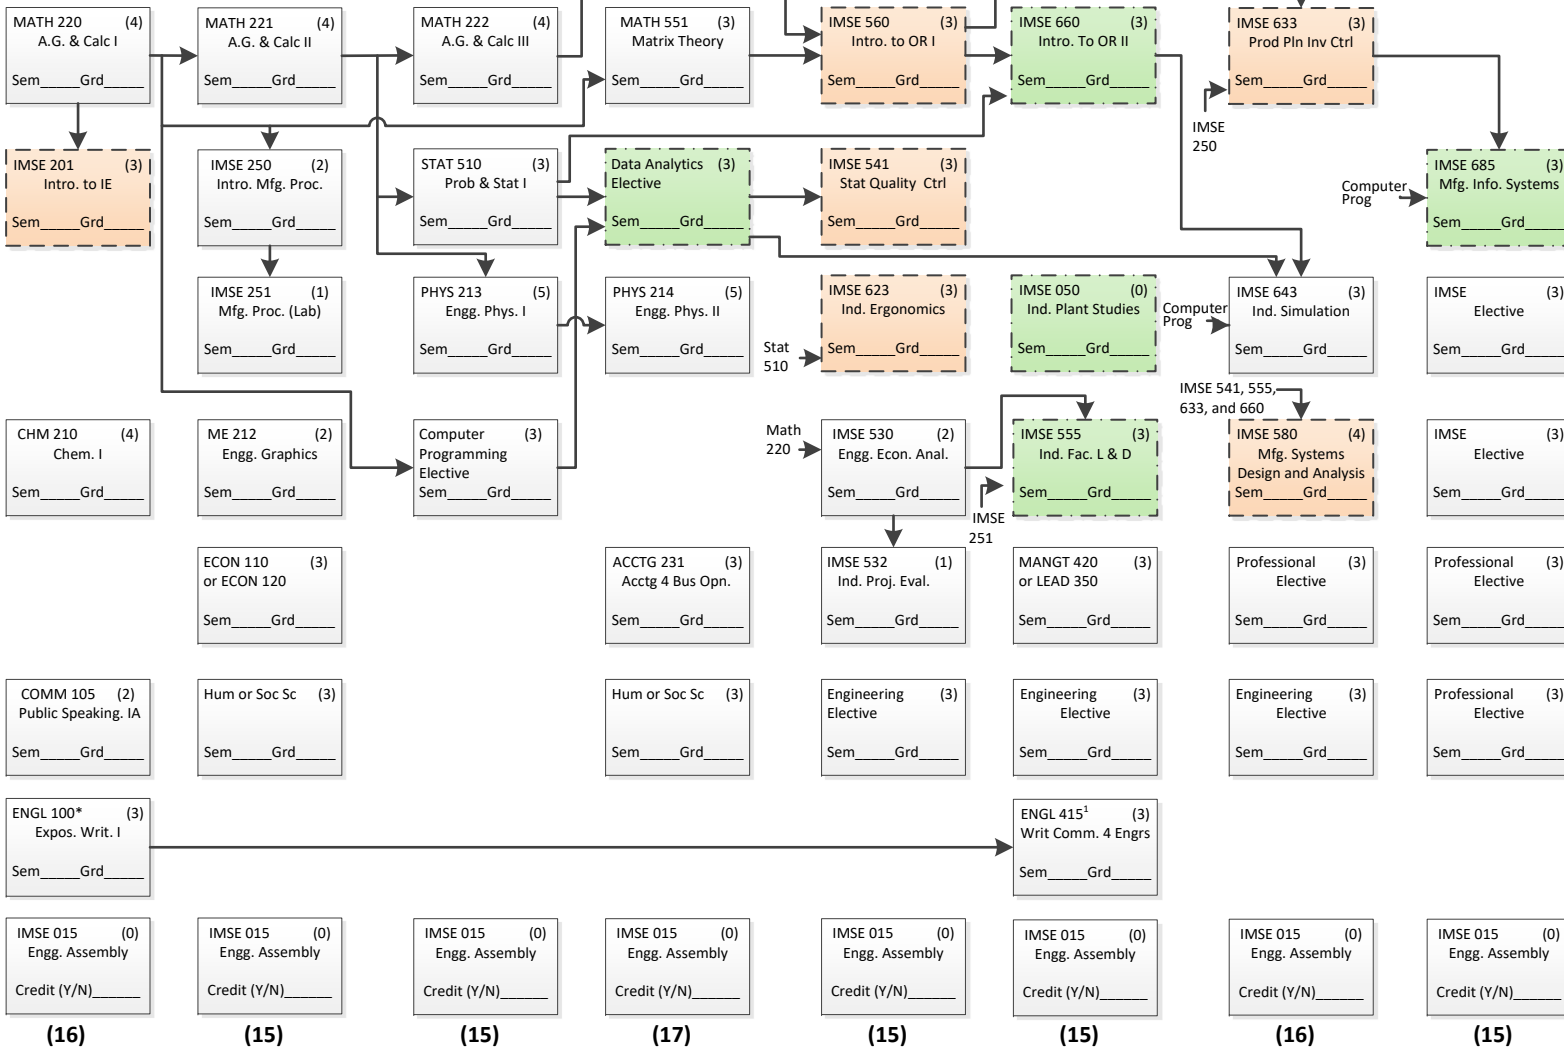 MATH 220 (4)
A.G. & Calc I
Sem_____Grd_____
MATH 221 (4)
A.G. & Calc II
Sem_____Grd_____
MATH 222 (4)
A.G. & Calc III
Sem_____Grd_____
MATH 551 (3)
Matrix Theory
Sem_____Grd_____
IMSE 560 (3)
Intro. to OR I
Sem_____Grd_____
IMSE 660 (3)
Intro. To OR II
Sem_____Grd_____
IMSE 633 (3)
Prod Pln Inv Ctrl
Sem_____Grd_____
IMSE
250
IMSE 201 (3)
Intro. to IE
Sem_____Grd_____
IMSE 250 (2)
Intro. Mfg. Proc.
Sem_____Grd_____
STAT 510 (3)
Prob & Stat I
Sem_____Grd_____
Data Analytics (3)
Elective
Sem_____Grd_____
IMSE 541 (3)
Stat Quality Ctrl
Sem_____Grd_____
Computer
Prog
IMSE 685 (3)
Mfg. Info. Systems
Sem_____Grd_____
IMSE 251 (1)
Mfg. Proc. (Lab)
Sem_____Grd_____
PHYS 213 (5)
Engg. Phys. I
Sem_____Grd_____
PHYS 214 (5)
Engg. Phys. II
Sem_____Grd_____
Stat
510
IMSE 623 (3)
Ind. Ergonomics
Sem_____Grd_____
IMSE 050 (0)
Ind. Plant Studies
Sem_____Grd_____
Computer
Prog
IMSE 643 (3)
Ind. Simulation
Sem_____Grd_____
IMSE (3)
Elective
Sem_____Grd_____
CHM 210 (4)
Chem. I
Sem_____Grd_____
ME 212 (2)
Engg. Graphics
Sem_____Grd_____
Computer (3)
Programming
Elective
Sem_____Grd_____
Math
220
IMSE 530 (2)
Engg. Econ. Anal.
Sem_____Grd_____
IMSE
251
IMSE 555 (3)
Ind. Fac. L & D
Sem_____Grd_____
IMSE 541, 555,
633, and 660
IMSE 580 (4)
Mfg. Systems
Design and Analysis
Sem_____Grd_____
IMSE (3)
Elective
Sem_____Grd_____
ECON 110 (3)
or ECON 120
Sem_____Grd_____
ACCTG 231 (3)
Acctg 4 Bus Opn.
Sem_____Grd_____
IMSE 532 (1)
Ind. Proj. Eval.
Sem_____Grd_____
MANGT 420 (3)
or LEAD 350
Sem_____Grd_____
Professional (3)
Elective
Sem_____Grd_____
Professional (3)
Elective
Sem_____Grd_____
COMM 105 (2)
Public Speaking. IA
Sem_____Grd_____
Hum or Soc Sc (3)
Sem_____Grd_____
Hum or Soc Sc (3)
Sem_____Grd_____
Engineering (3)
Elective
Sem_____Grd_____
Engineering (3)
Elective
Sem_____Grd_____
Engineering (3)
Elective
Sem_____Grd_____
Professional (3)
Elective
Sem_____Grd_____
ENGL 100* (3)
Expos. Writ. I
Sem_____Grd_____
ENGL 415¹ (3)
Writ Comm. 4 Engrs
Sem_____Grd_____
IMSE 015 (0)
Engg. Assembly
Credit (Y/N)______
IMSE 015 (0)
Engg. Assembly
Credit (Y/N)______
IMSE 015 (0)
Engg. Assembly
Credit (Y/N)______
IMSE 015 (0)
Engg. Assembly
Credit (Y/N)______
IMSE 015 (0)
Engg. Assembly
Credit (Y/N)______
IMSE 015 (0)
Engg. Assembly
Credit (Y/N)______
IMSE 015 (0)
Engg. Assembly
Credit (Y/N)______
IMSE 015 (0)
Engg. Assembly
Credit (Y/N)______
(16) (15) (15) (17) (15) (15) (16) (15)